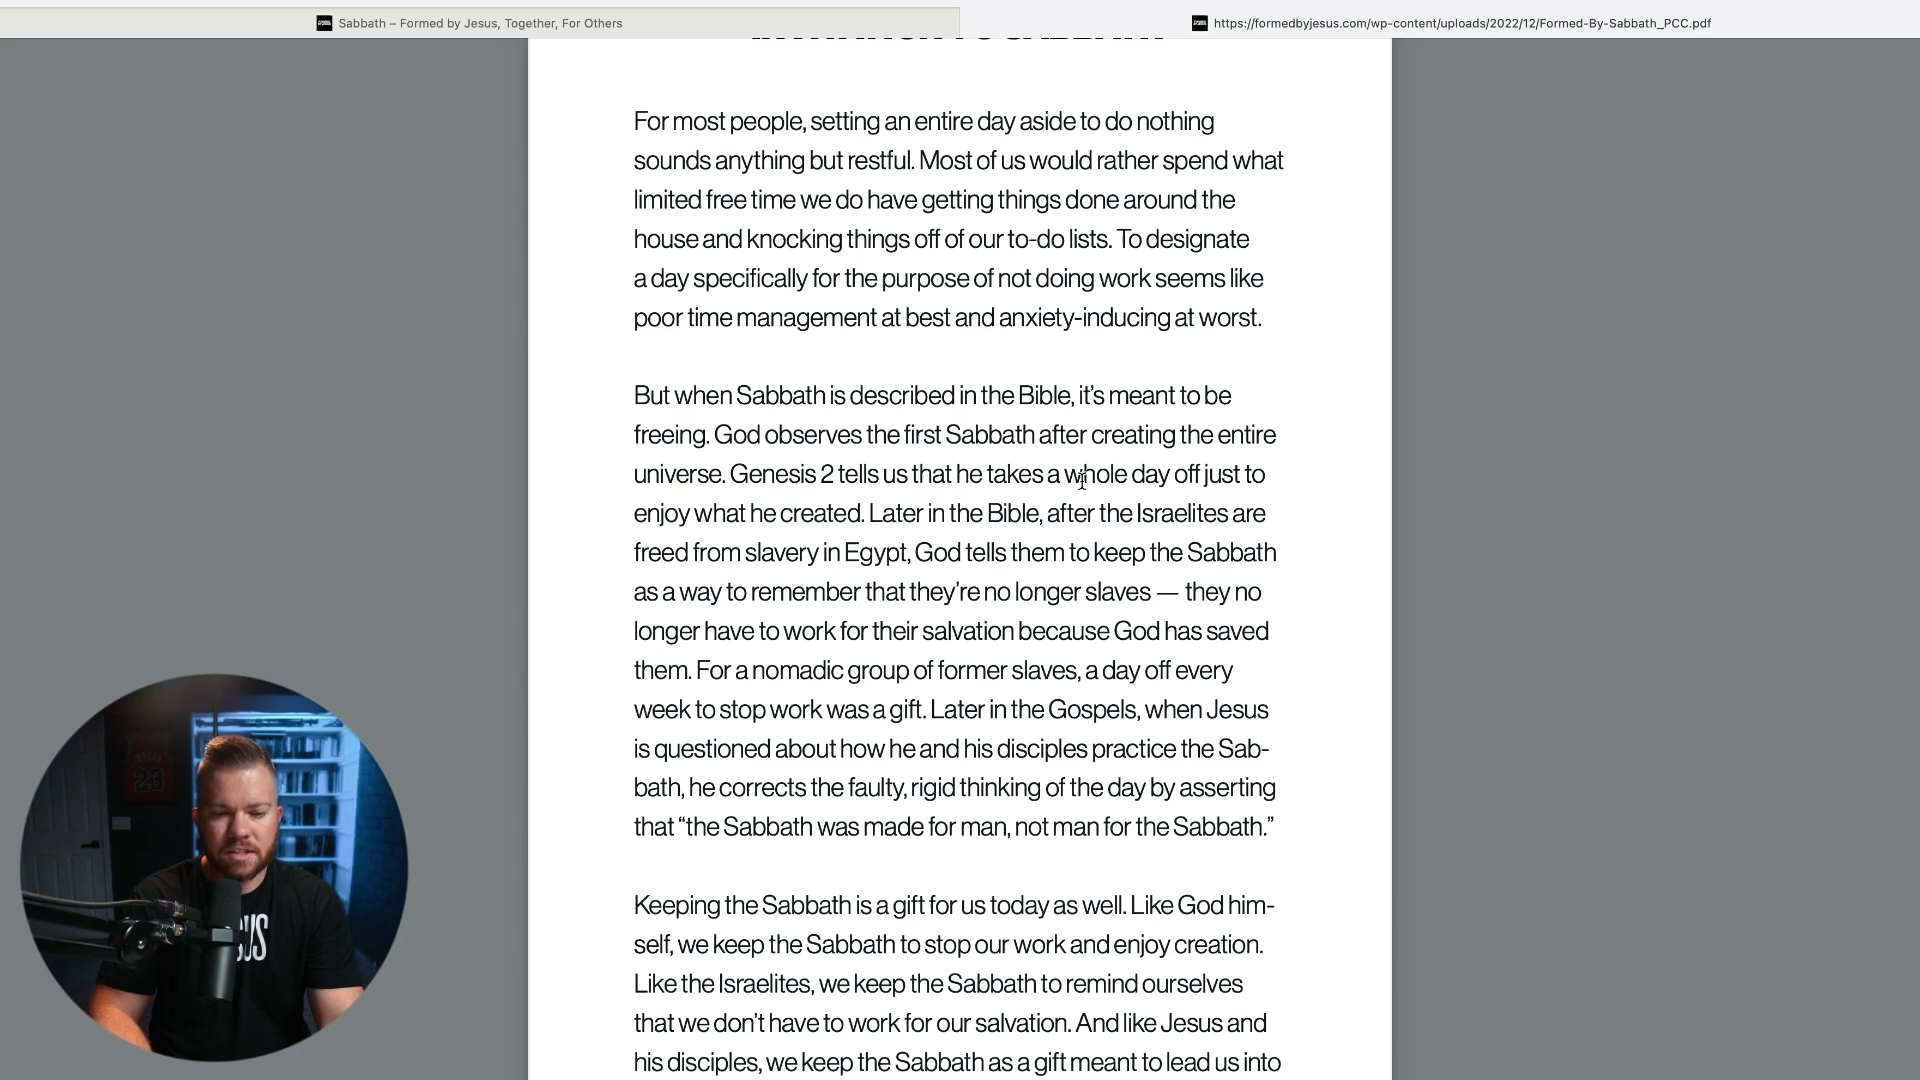 Sabbath – Formed by Jesus, Together, For Others
https://formedbyjesus.com/wp-content/uploads/2022/12/Formed-By-Sabbath_PCC.pdf
For most people, setting an entire day aside to do nothing
sounds anything but restful. Most of us would rather spend what
limited free time we do have getting things done around the
house and knocking things off of our to-do lists. To designate
a day specifically for the purpose of not doing work seems like
poor time management at best and anxiety-inducing at worst.
But when Sabbath is described in the Bible, it’s meant to be
freeing. God observes the first Sabbath after creating the entire
universe. Genesis 2 tells us that he takes a whole day off just to
enjoy what he created. Later in the Bible, after the Israelites are
freed from slavery in Egypt, God tells them to keep the Sabbath
as a way to remember that they’re no longer slaves — they no
longer have to work for their salvation because God has saved
them. For a nomadic group of former slaves, a day off every
week to stop work was a gift. Later in the Gospels, when Jesus
is questioned about how he and his disciples practice the Sab-
bath, he corrects the faulty, rigid thinking of the day by asserting
that “the Sabbath was made for man, not man for the Sabbath.”
Keeping the Sabbath is a gift for us today as well. Like God him-
self, we keep the Sabbath to stop our work and enjoy creation.
Like the Israelites, we keep the Sabbath to remind ourselves
that we don’t have to work for our salvation. And like Jesus and
his disciples, we keep the Sabbath as a gift meant to lead us into
23